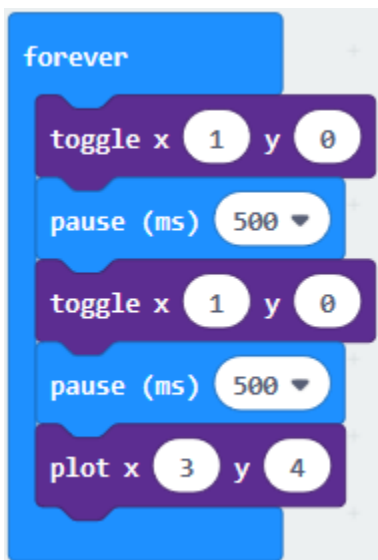 forever
toggle x 1 y 0
pause (ms) 500
toggle x 1 y 0
pause (ms) 500
plot x 3 y 4